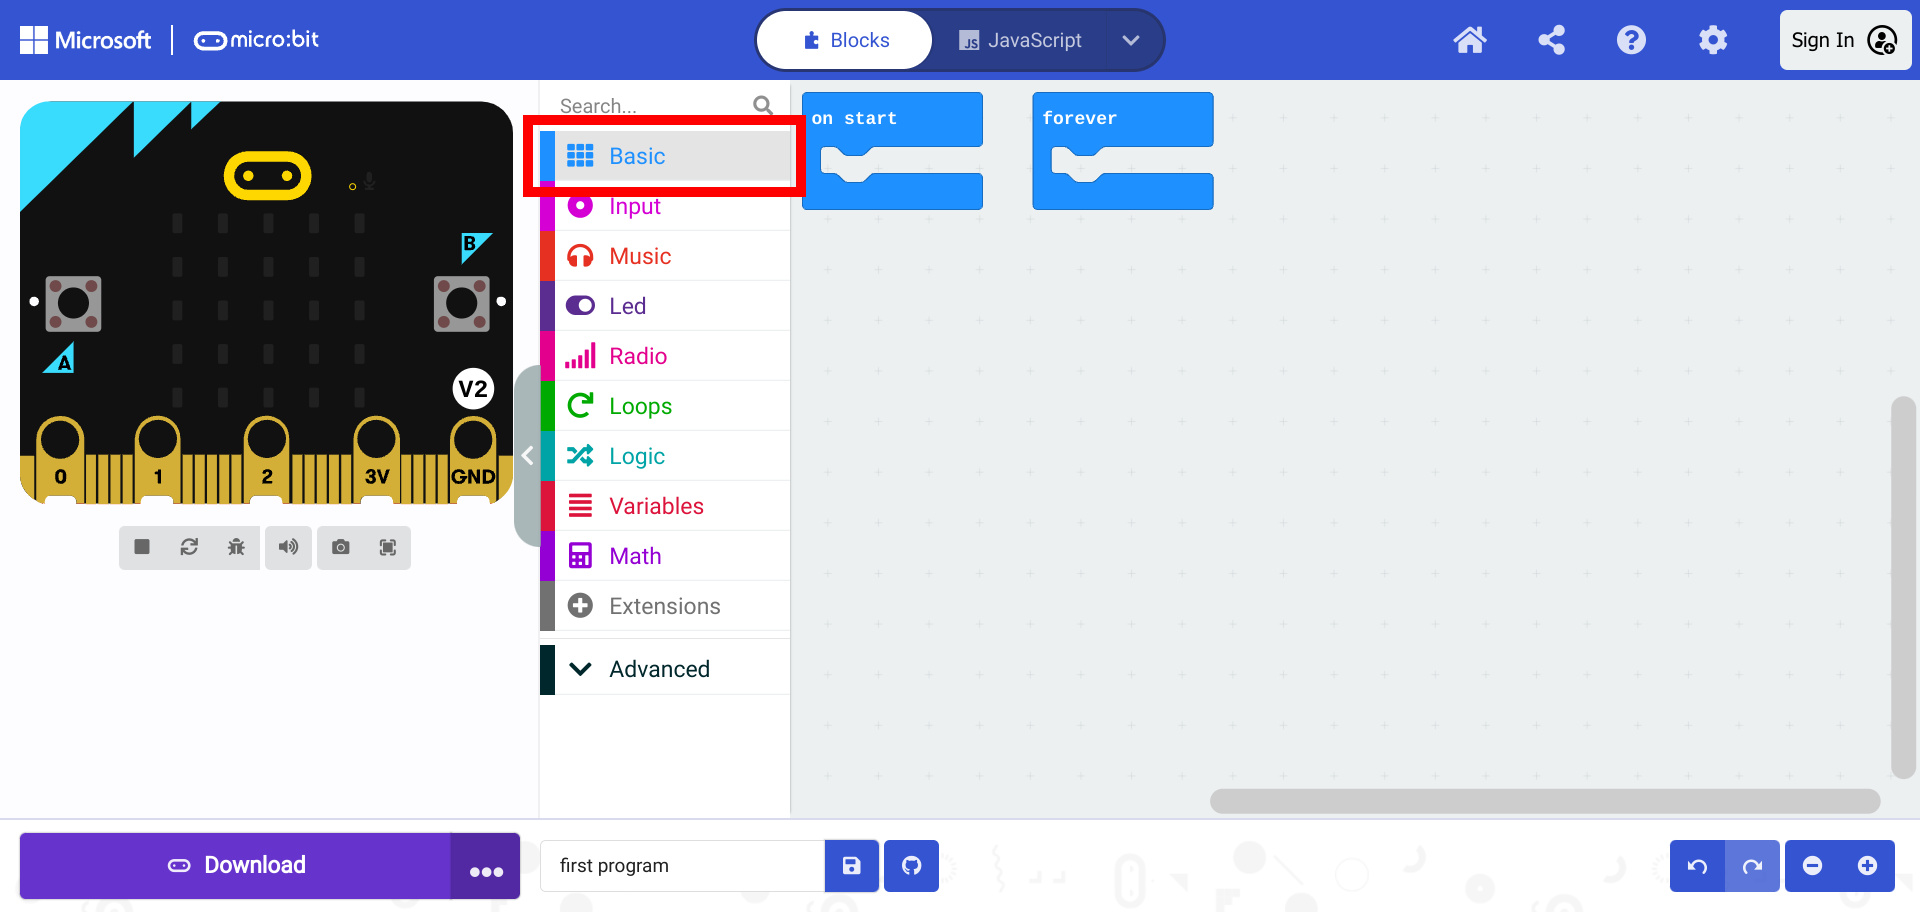 Microsoft micro:bit
Blocks
JS JavaScript
Sign In
Search...
Basic
Input
Music
Led
Radio
Loops
Logic
Variables
Math
Extensions
Advanced
on start
forever
B
A
V2
0 1 2 3V GND
Download
first program